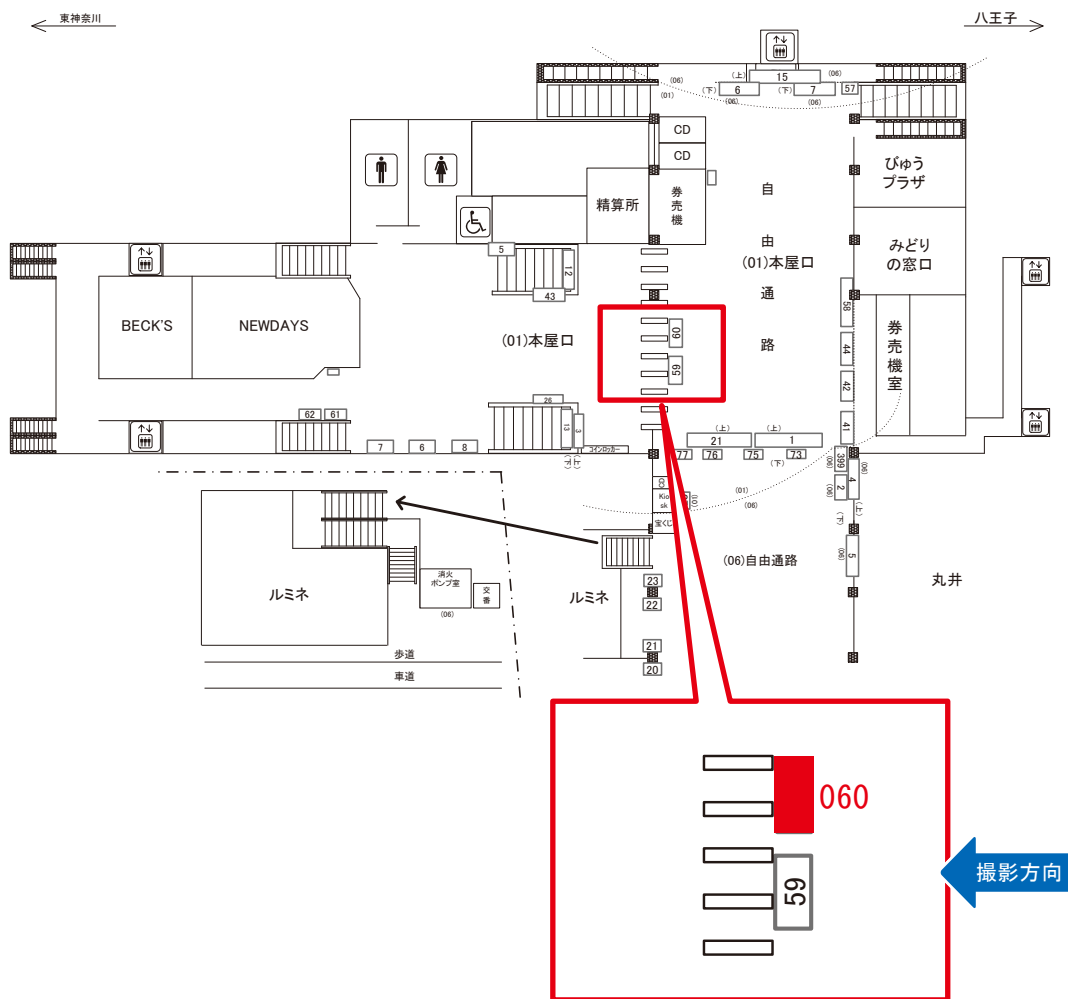 東神奈川
八王子
(上)
15
(06)
(06)
(下)
6
(下)
7
57
(01)
(06)
(06)
CD
CD
びゅう
プラザ
精算所
券売機
自由通路
みどり
の窓口
(01)本屋口
5
12
43
BECK'S
NEWDAYS
(01)本屋口
60
59
58
44
42
41
券売機室
62
61
26
13
3
7
6
8
コインロッカー
(下)
(上)
(上)
21
(上)
1
77
76
75
73
(下)
399
(06)
2
(06)
4
(06)
(上)
(下)
CD
Kio
sk
(01)
宝くじ
(01)
(06)
(06)自由通路
5
(06)
丸井
ルミネ
消火
ポンプ室
交番
(06)
ルミネ
23
22
21
20
歩道
車道
060
59
撮影方向